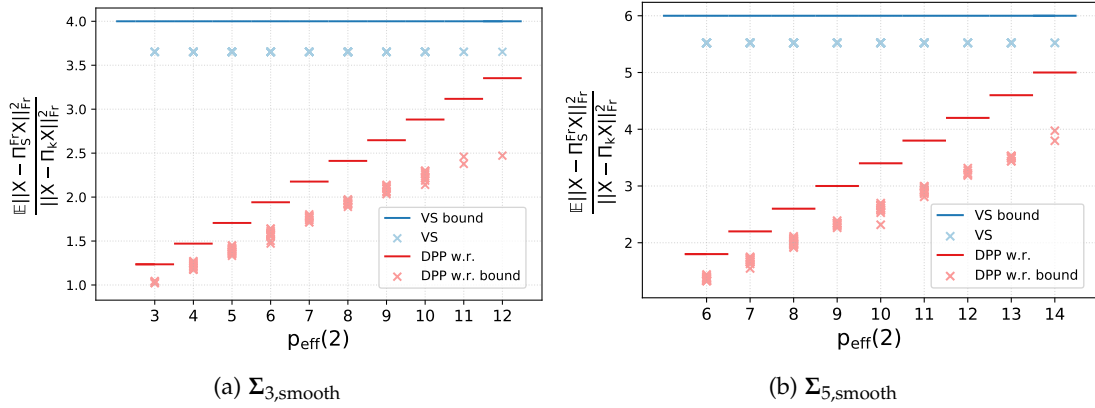 4.0
3.5
3.0
2.5
2.0
1.5
1.0
𝔼||X − Π_S^Fr X||²_Fr
||X − Π_k X||²_Fr
VS bound
VS
DPP w.r.
DPP w.r. bound
3 4 5 6 7 8 9 10 11 12
p_eff(2)
(a) Σ_3,smooth
6
5
4
3
2
𝔼||X − Π_S^Fr X||²_Fr
||X − Π_k X||²_Fr
VS bound
VS
DPP w.r.
DPP w.r. bound
6 7 8 9 10 11 12 13 14
p_eff(2)
(b) Σ_5,smooth